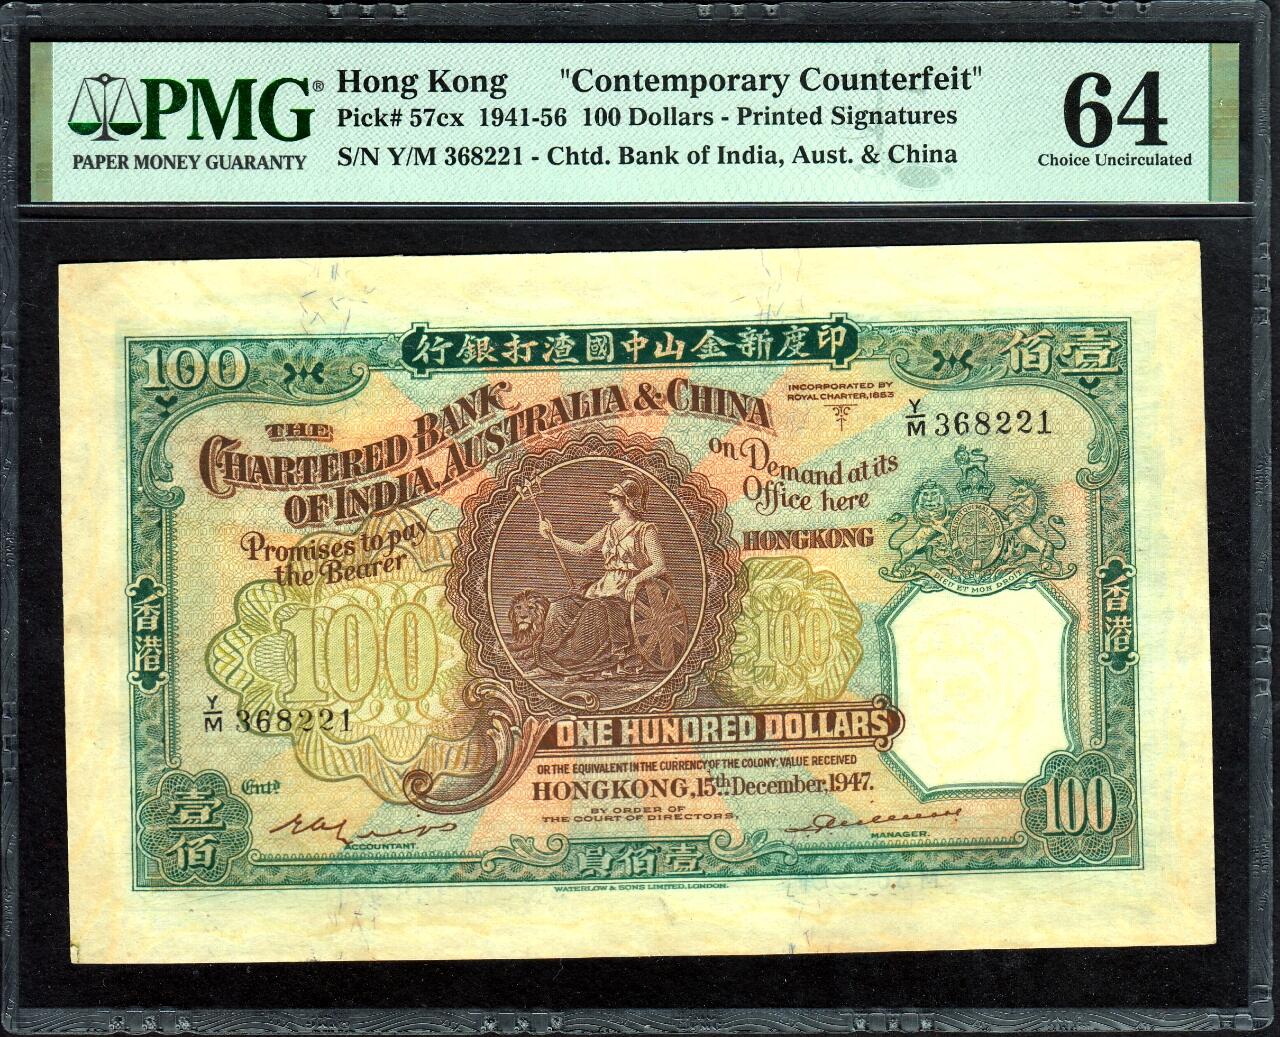 PMG®
PAPER MONEY GUARANTY
Hong Kong "Contemporary Counterfeit"
Pick# 57cx 1941-56 100 Dollars - Printed Signatures
S/N Y/M 368221 - Chtd. Bank of India, Aust. & China
64
Choice Uncirculated
行銀打渣國中山金新度印
100
佰壹
THE
CHARTERED BANK
OF INDIA, AUSTRALIA & CHINA
INCORPORATED BY
ROYAL CHARTER, 1853
Y/M 368221
Promises to pay
the Bearer
on Demand at its
Office here
HONGKONG
DIEU ET MON DROIT
香港
100
100
香港
Y/M 368221
ONE HUNDRED DOLLARS
OR THE EQUIVALENT IN THE CURRENCY OF THE COLONY, VALUE RECEIVED
HONGKONG, 15th December, 1947.
BY ORDER OF
THE COURT OF DIRECTORS,
Entd
ACCOUNTANT.
MANAGER.
壹佰
員佰壹
100
WATERLOW & SONS LIMITED, LONDON.